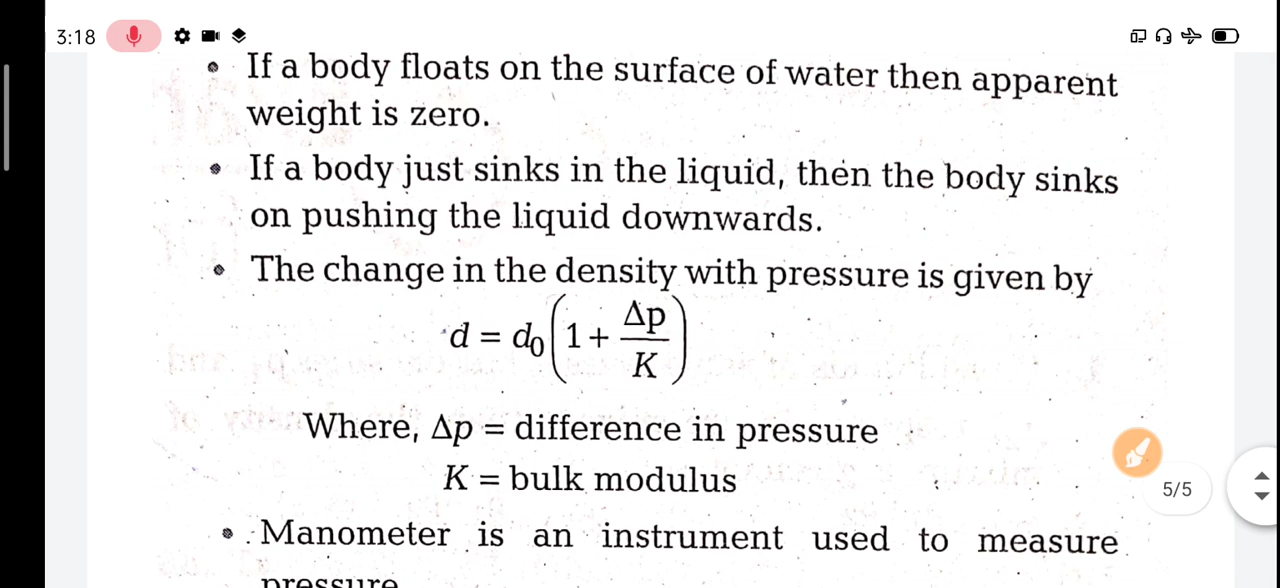 3:18
• If a body floats on the surface of water then apparent
weight is zero.
• If a body just sinks in the liquid, then the body sinks
on pushing the liquid downwards.
• The change in the density with pressure is given by
d = d₀(1 + Δp/K)
Where, Δp = difference in pressure
K = bulk modulus
5/5
• Manometer is an instrument used to measure
pressure